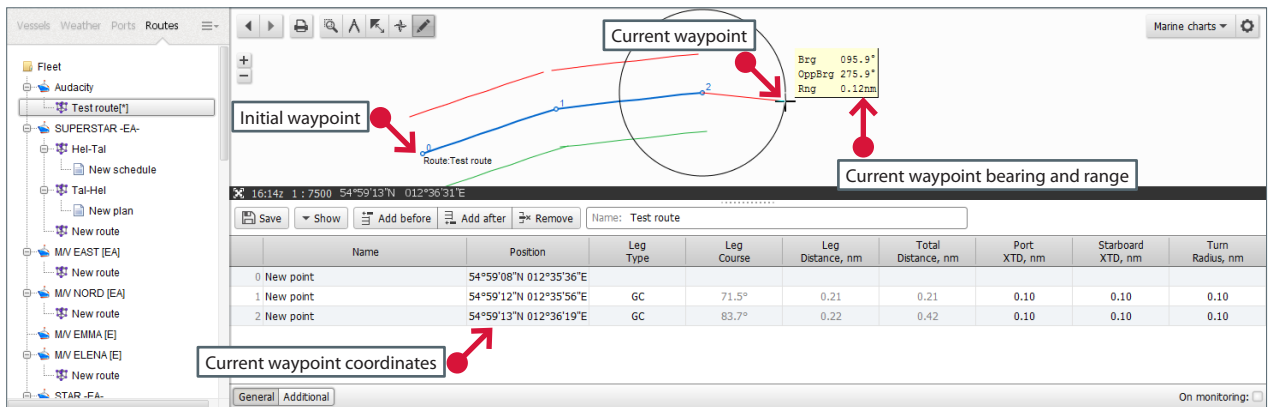 Vessels Weather Ports Routes
Marine charts
Fleet
Audacity
Test route[*]
SUPERSTAR -EA-
Hel-Tal
New schedule
Tal-Hel
New plan
New route
M/V EAST [EA]
New route
M/V NORD [EA]
New route
M/V EMMA [E]
M/V ELENA [E]
New route
STAR -EA-
Current waypoint
Brg 095.9°
OppBrg 275.9°
Rng 0.12nm
Initial waypoint
0
1
2
Route:Test route
Current waypoint bearing and range
16:14z 1 : 7500 54°59'13"N 012°36'31"E
Save Show Add before Add after Remove Name: Test route
Name Position Leg Type Leg Course Leg Distance, nm Total Distance, nm Port XTD, nm Starboard XTD, nm Turn Radius, nm
0 New point 54°59'08"N 012°35'36"E
1 New point 54°59'12"N 012°35'56"E GC 71.5° 0.21 0.21 0.10 0.10 0.10
2 New point 54°59'13"N 012°36'19"E GC 83.7° 0.22 0.42 0.10 0.10 0.10
Current waypoint coordinates
General Additional On monitoring: